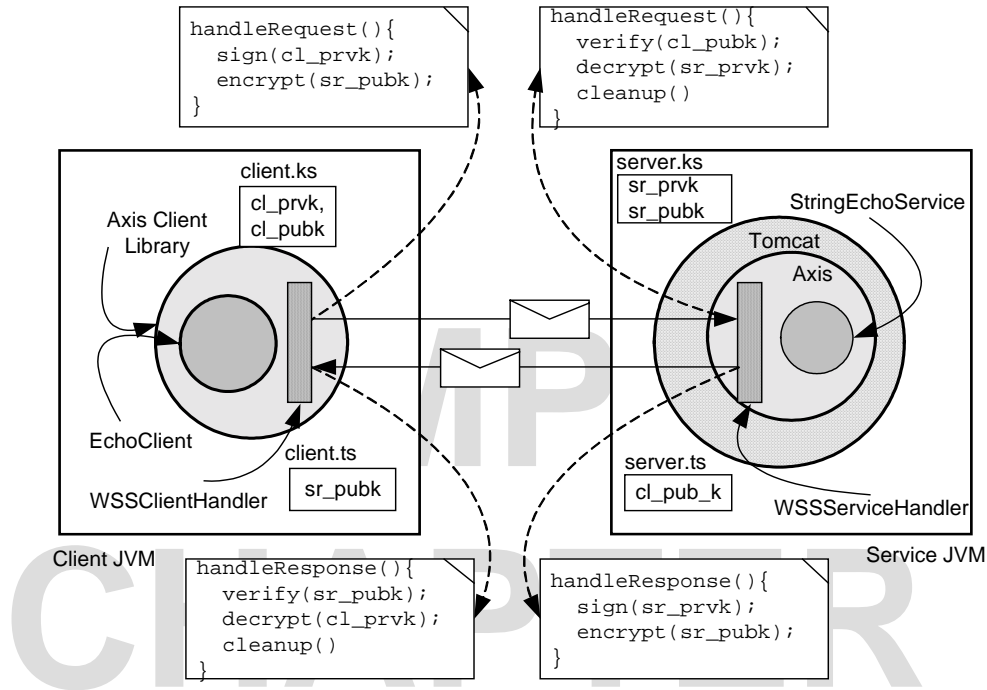 handleRequest(){
sign(cl_prvk);
encrypt(sr_pubk);
}
handleRequest(){
verify(cl_pubk);
decrypt(sr_prvk);
cleanup()
}
client.ks
cl_prvk,
cl_pubk
Axis Client
Library
server.ks
sr_prvk
sr_pubk
StringEchoService
Tomcat
Axis
EchoClient
WSSClientHandler
client.ts
sr_pubk
server.ts
cl_pub_k
WSSServiceHandler
Client JVM
Service JVM
handleResponse(){
verify(sr_pubk);
decrypt(cl_prvk);
cleanup()
}
handleResponse(){
sign(sr_prvk);
encrypt(sr_pubk);
}
CHAPTER